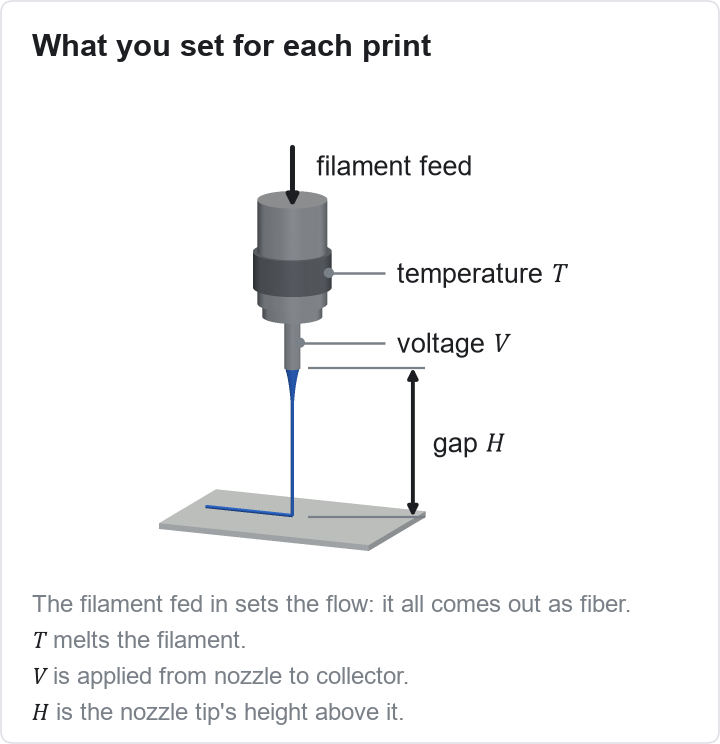 What you set for each print
filament feed
temperature T
voltage V
gap H
The filament fed in sets the flow: it all comes out as fiber.
T melts the filament.
V is applied from nozzle to collector.
H is the nozzle tip's height above it.